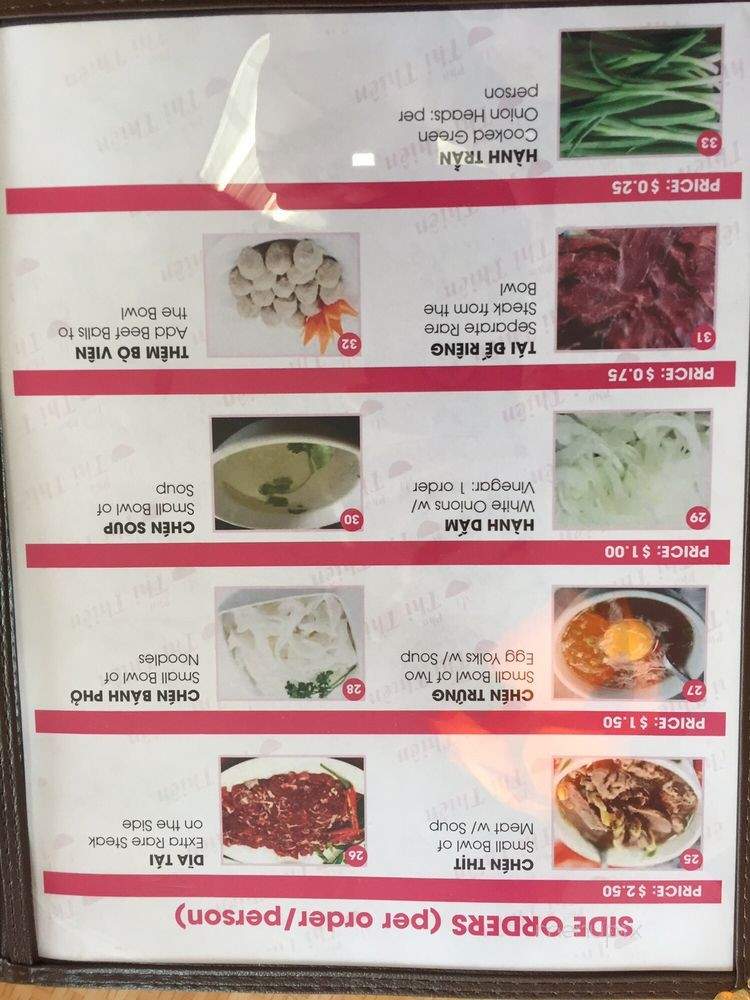 SIDE ORDERS (per order/person)
PRICE: $2.50
25
CHÉN THỊT
Small Bowl of
Meat w/ Soup
26
DĨA TÁI
Extra Rare Steak
on the Side
PRICE: $1.50
27
CHÉN TRỨNG
Small Bowl of Two
Egg Yolks w/ Soup
28
CHÉN BÁNH PHỞ
Small Bowl of
Noodles
PRICE: $1.00
29
HÀNH DẤM
White Onions w/
Vinegar: 1 order
30
CHÉN SOUP
Small Bowl of
Soup
PRICE: $0.75
31
TÁI ĐỂ RIÊNG
Separate Rare
Steak from the
Bowl
32
THÊM BÒ VIÊN
Add Beef Balls to
the Bowl
PRICE: $0.25
33
HÀNH TRẦN
Cooked Green
Onion Heads: per
person